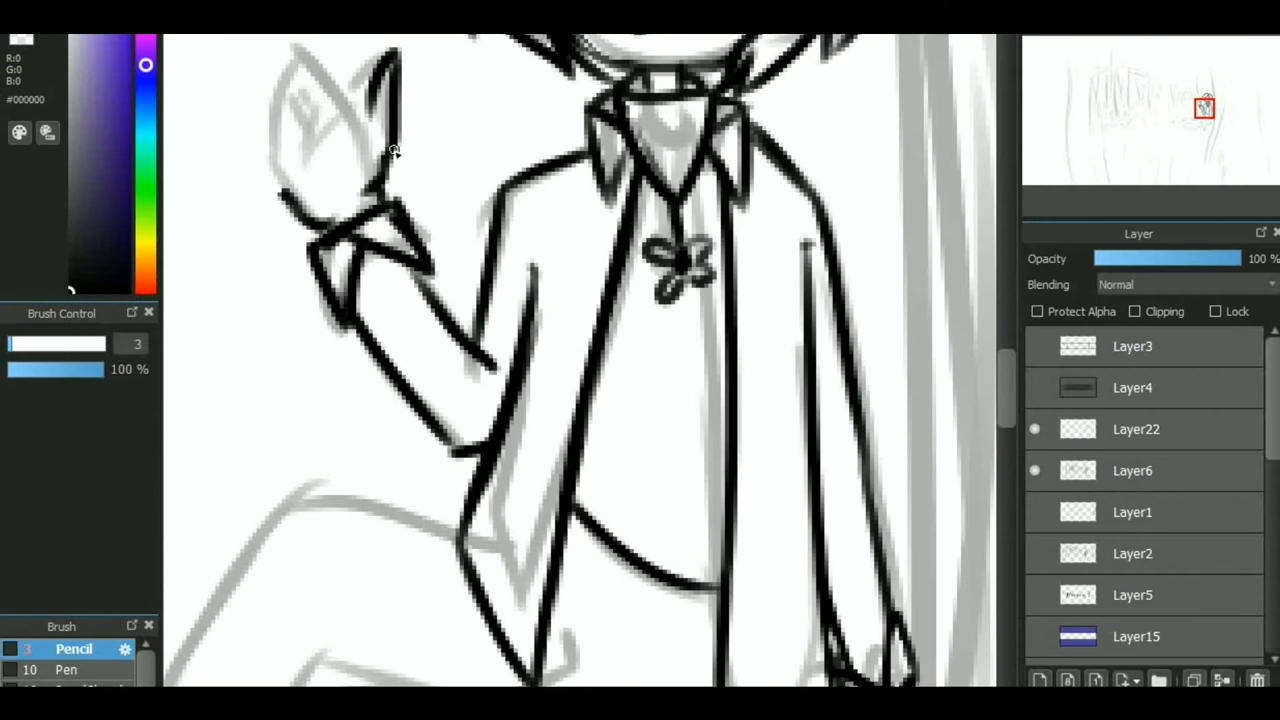 R:0
G:0
B:0
#000000
Brush Control
3
100 %
Brush
3 Pencil
10 Pen
Layer
Opacity 100 %
Blending Normal
Protect Alpha Clipping Lock
Layer3
Layer4
Layer22
Layer6
Layer1
Layer2
Layer5
Layer15